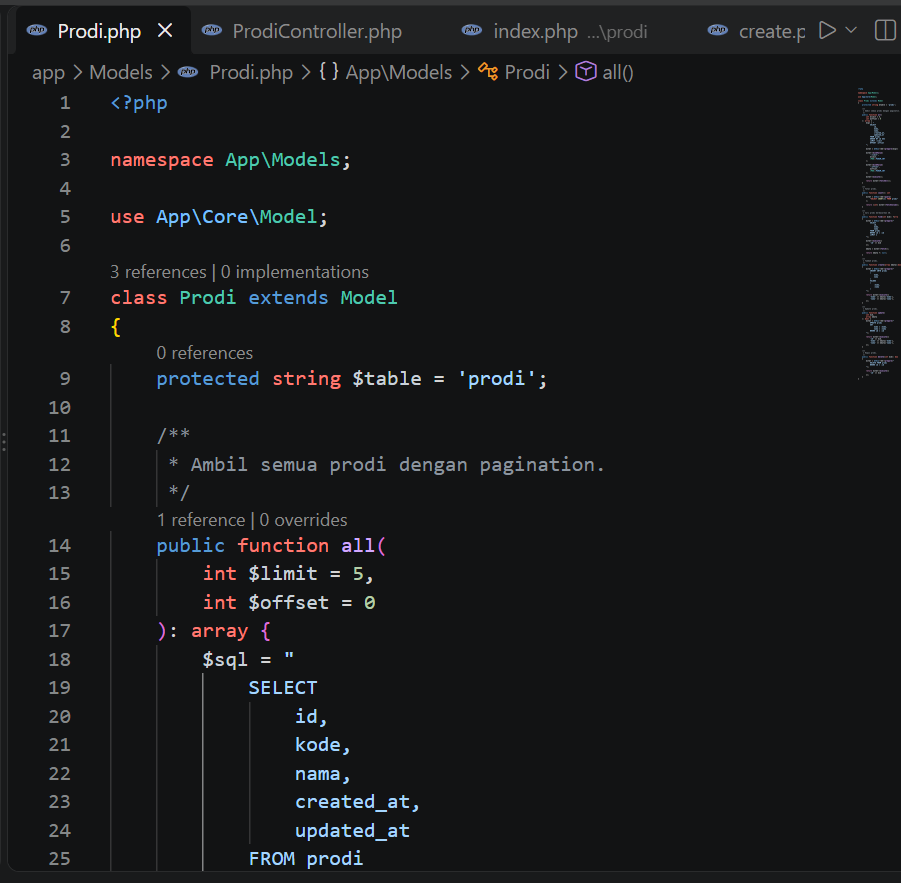 php Prodi.php × php ProdiController.php php index.php ...\prodi php create.p
app > Models > php Prodi.php > { } App\Models > Prodi > all()
1 <?php
2
3 namespace App\Models;
4
5 use App\Core\Model;
6
3 references | 0 implementations
7 class Prodi extends Model
8 {
0 references
9 protected string $table = 'prodi';
10
11 /**
12 * Ambil semua prodi dengan pagination.
13 */
1 reference | 0 overrides
14 public function all(
15 int $limit = 5,
16 int $offset = 0
17 ): array {
18 $sql = "
19 SELECT
20 id,
21 kode,
22 nama,
23 created_at,
24 updated_at
25 FROM prodi